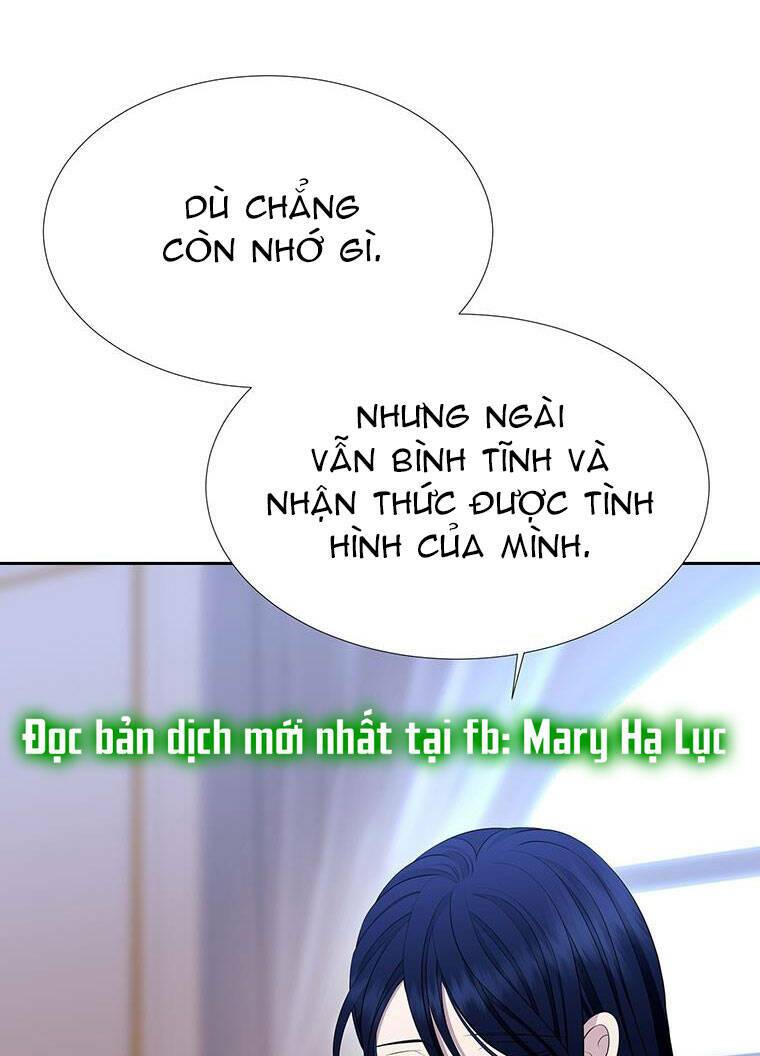 DÙ CHẲNG
CÒN NHỚ GÌ.
NHƯNG NGÀI
VẪN BÌNH TĨNH VÀ
NHẬN THỨC ĐƯỢC TÌNH
HÌNH CỦA MÌNH.
Đọc bản dịch mới nhất tại fb: Mary Hạ Lục